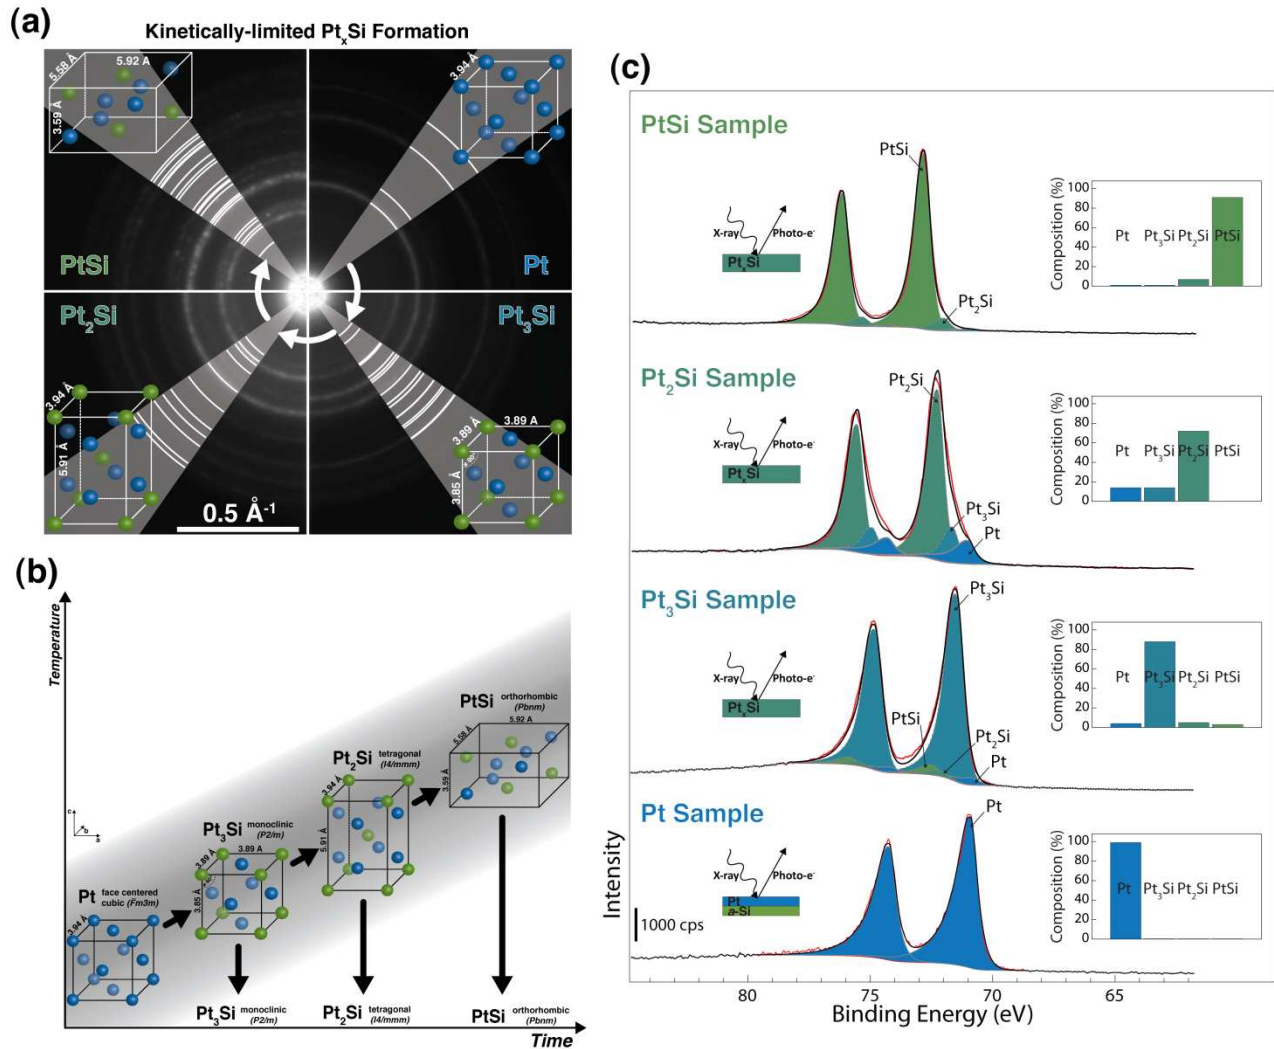 (a)
Kinetically-limited PtxSi Formation
5.58 Å
5.92 Å
3.59 Å
3.94 Å
PtSi
Pt
Pt2Si
Pt3Si
3.94 Å
5.91 Å
3.89 Å
3.89 A
3.85 Å
0.5 Å-1
(b)
Temperature
PtSi orthorhombic
(Pbnm)
5.92 A
5.58 Å
3.59 Å
Pt2Si tetragonal
(I4/mmm)
3.94 Å
5.91 Å
Pt3Si monoclinic
(P2/m)
3.89 A
3.89 Å
3.85 Å
Pt face centered
cubic (Fm3m)
3.94 Å
c
b
a
Pt3Si monoclinic
(P2/m)
Pt2Si tetragonal
(I4/mmm)
PtSi orthorhombic
(Pbnm)
Time
(c)
PtSi Sample
PtSi
X-ray
Photo-e-
PtxSi
Pt2Si
Composition (%)
100
80
60
40
20
0
Pt
Pt3Si
Pt2Si
PtSi
Pt2Si Sample
Pt2Si
X-ray
Photo-e-
PtxSi
Pt3Si
Pt
Composition (%)
100
80
60
40
20
0
Pt
Pt3Si
Pt2Si
PtSi
Pt3Si Sample
Pt3Si
X-ray
Photo-e-
PtxSi
PtSi
Pt2Si
Pt
Composition (%)
100
80
60
40
20
0
Pt
Pt3Si
Pt2Si
PtSi
Pt Sample
Pt
X-ray
Photo-e-
Pt
a-Si
Composition (%)
100
80
60
40
20
0
Pt
Pt3Si
Pt2Si
PtSi
Intensity
1000 cps
80
75
70
65
Binding Energy (eV)